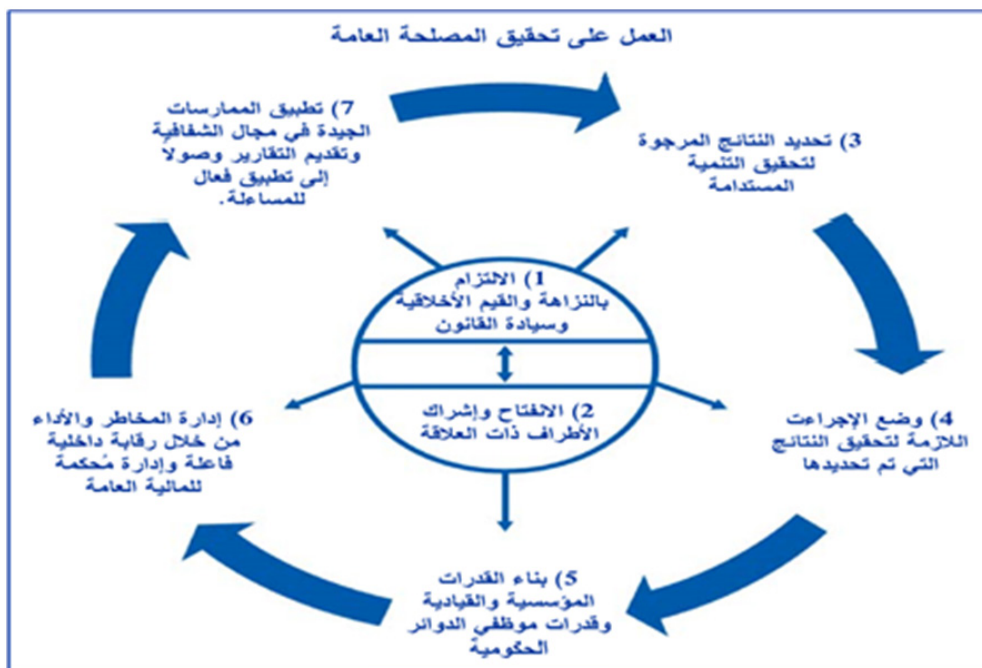 العمل على تحقيق المصلحة العامة
1) الالتزام
بالنزاهة والقيم الأخلاقية
وسيادة القانون
2) الانفتاح وإشراك
الأطراف ذات العلاقة
3) تحديد النتائج المرجوة
لتحقيق التنمية
المستدامة
4) وضع الإجراءت
اللازمة لتحقيق النتائج
التي تم تحديدها
5) بناء القدرات
المؤسسية والقيادية
وقدرات موظفي الدوائر
الحكومية
6) إدارة المخاطر والأداء
من خلال رقابة داخلية
فاعلة وإدارة مُحكمة
للمالية العامة
7) تطبيق الممارسات
الجيدة في مجال الشفافية
وتقديم التقارير وصولاً
إلى تطبيق فعال
للمساءلة.